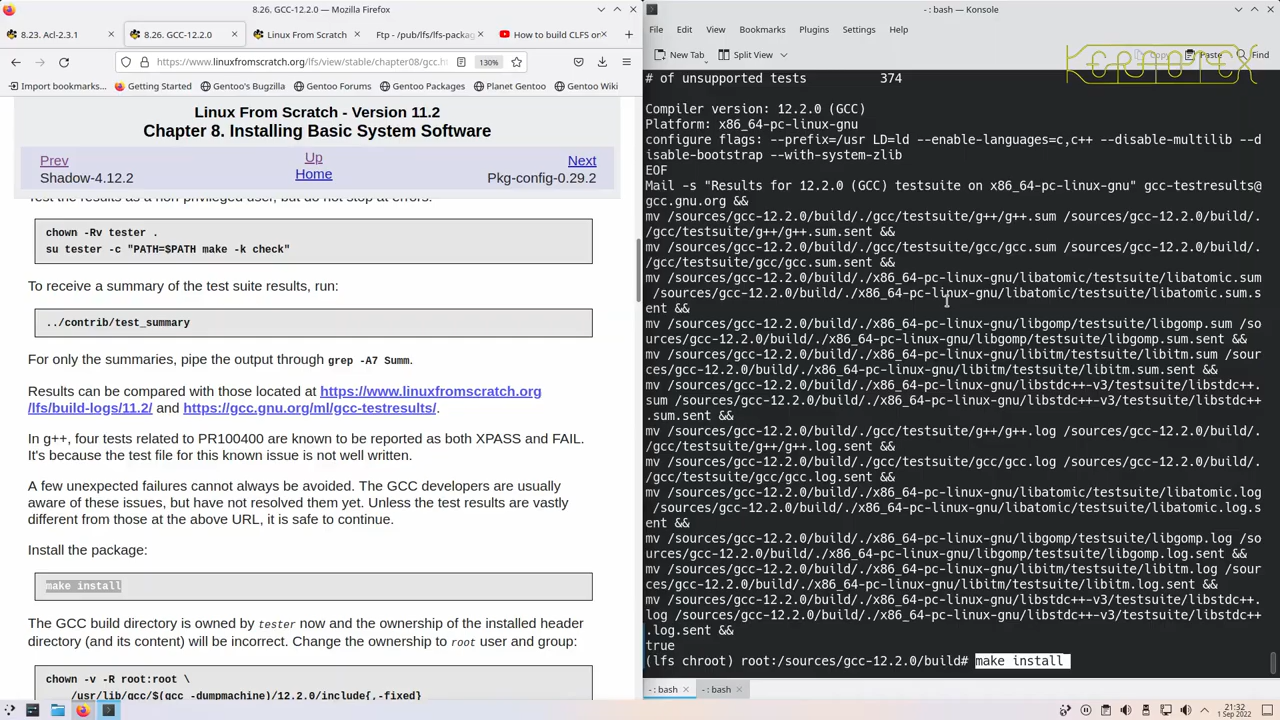 8.26. GCC-12.2.0 — Mozilla Firefox
8.23. Acl-2.3.1
8.26. GCC-12.2.0
Linux From Scratch
Ftp - /pub/lfs/lfs-packag
How to build CLFS on
https://www.linuxfromscratch.org/lfs/view/stable/chapter08/gcc.h
130%
Import bookmarks...
Getting Started
Gentoo's Bugzilla
Gentoo Forums
Gentoo Packages
Planet Gentoo
Gentoo Wiki
Linux From Scratch - Version 11.2
Chapter 8. Installing Basic System Software
Prev
Up
Next
Shadow-4.12.2
Home
Pkg-config-0.29.2
Test the results as a non-privileged user, but do not stop at errors:
chown -Rv tester .
su tester -c "PATH=$PATH make -k check"
To receive a summary of the test suite results, run:
../contrib/test_summary
For only the summaries, pipe the output through grep -A7 Summ.
Results can be compared with those located at https://www.linuxfromscratch.org
/lfs/build-logs/11.2/ and https://gcc.gnu.org/ml/gcc-testresults/.
In g++, four tests related to PR100400 are known to be reported as both XPASS and FAIL.
It's because the test file for this known issue is not well written.
A few unexpected failures cannot always be avoided. The GCC developers are usually
aware of these issues, but have not resolved them yet. Unless the test results are vastly
different from those at the above URL, it is safe to continue.
Install the package:
make install
The GCC build directory is owned by tester now and the ownership of the installed header
directory (and its content) will be incorrect. Change the ownership to root user and group:
chown -v -R root:root \
/usr/lib/gcc/$(gcc -dumpmachine)/12.2.0/include{,-fixed}
- : bash — Konsole
File Edit View Bookmarks Plugins Settings Help
New Tab
Split View
Copy
Paste
Find
KERNOTEX
# of unsupported tests 374
Compiler version: 12.2.0 (GCC)
Platform: x86_64-pc-linux-gnu
configure flags: --prefix=/usr LD=ld --enable-languages=c,c++ --disable-multilib --d
isable-bootstrap --with-system-zlib
EOF
Mail -s "Results for 12.2.0 (GCC) testsuite on x86_64-pc-linux-gnu" gcc-testresults@
gcc.gnu.org &&
mv /sources/gcc-12.2.0/build/./gcc/testsuite/g++/g++.sum /sources/gcc-12.2.0/build/.
/gcc/testsuite/g++/g++.sum.sent &&
mv /sources/gcc-12.2.0/build/./gcc/testsuite/gcc/gcc.sum /sources/gcc-12.2.0/build/.
/gcc/testsuite/gcc/gcc.sum.sent &&
mv /sources/gcc-12.2.0/build/./x86_64-pc-linux-gnu/libatomic/testsuite/libatomic.sum
/sources/gcc-12.2.0/build/./x86_64-pc-linux-gnu/libatomic/testsuite/libatomic.sum.s
ent &&
mv /sources/gcc-12.2.0/build/./x86_64-pc-linux-gnu/libgomp/testsuite/libgomp.sum /so
urces/gcc-12.2.0/build/./x86_64-pc-linux-gnu/libgomp/testsuite/libgomp.sum.sent &&
mv /sources/gcc-12.2.0/build/./x86_64-pc-linux-gnu/libitm/testsuite/libitm.sum /sour
ces/gcc-12.2.0/build/./x86_64-pc-linux-gnu/libitm/testsuite/libitm.sum.sent &&
mv /sources/gcc-12.2.0/build/./x86_64-pc-linux-gnu/libstdc++-v3/testsuite/libstdc++.
sum /sources/gcc-12.2.0/build/./x86_64-pc-linux-gnu/libstdc++-v3/testsuite/libstdc++
.sum.sent &&
mv /sources/gcc-12.2.0/build/./gcc/testsuite/g++/g++.log /sources/gcc-12.2.0/build/.
/gcc/testsuite/g++/g++.log.sent &&
mv /sources/gcc-12.2.0/build/./gcc/testsuite/gcc/gcc.log /sources/gcc-12.2.0/build/.
/gcc/testsuite/gcc/gcc.log.sent &&
mv /sources/gcc-12.2.0/build/./x86_64-pc-linux-gnu/libatomic/testsuite/libatomic.log
/sources/gcc-12.2.0/build/./x86_64-pc-linux-gnu/libatomic/testsuite/libatomic.log.s
ent &&
mv /sources/gcc-12.2.0/build/./x86_64-pc-linux-gnu/libgomp/testsuite/libgomp.log /so
urces/gcc-12.2.0/build/./x86_64-pc-linux-gnu/libgomp/testsuite/libgomp.log.sent &&
mv /sources/gcc-12.2.0/build/./x86_64-pc-linux-gnu/libitm/testsuite/libitm.log /sour
ces/gcc-12.2.0/build/./x86_64-pc-linux-gnu/libitm/testsuite/libitm.log.sent &&
mv /sources/gcc-12.2.0/build/./x86_64-pc-linux-gnu/libstdc++-v3/testsuite/libstdc++.
log /sources/gcc-12.2.0/build/./x86_64-pc-linux-gnu/libstdc++-v3/testsuite/libstdc++
.log.sent &&
true
(lfs chroot) root:/sources/gcc-12.2.0/build# make install
- : bash
- : bash
21:32
1 Sep 2022